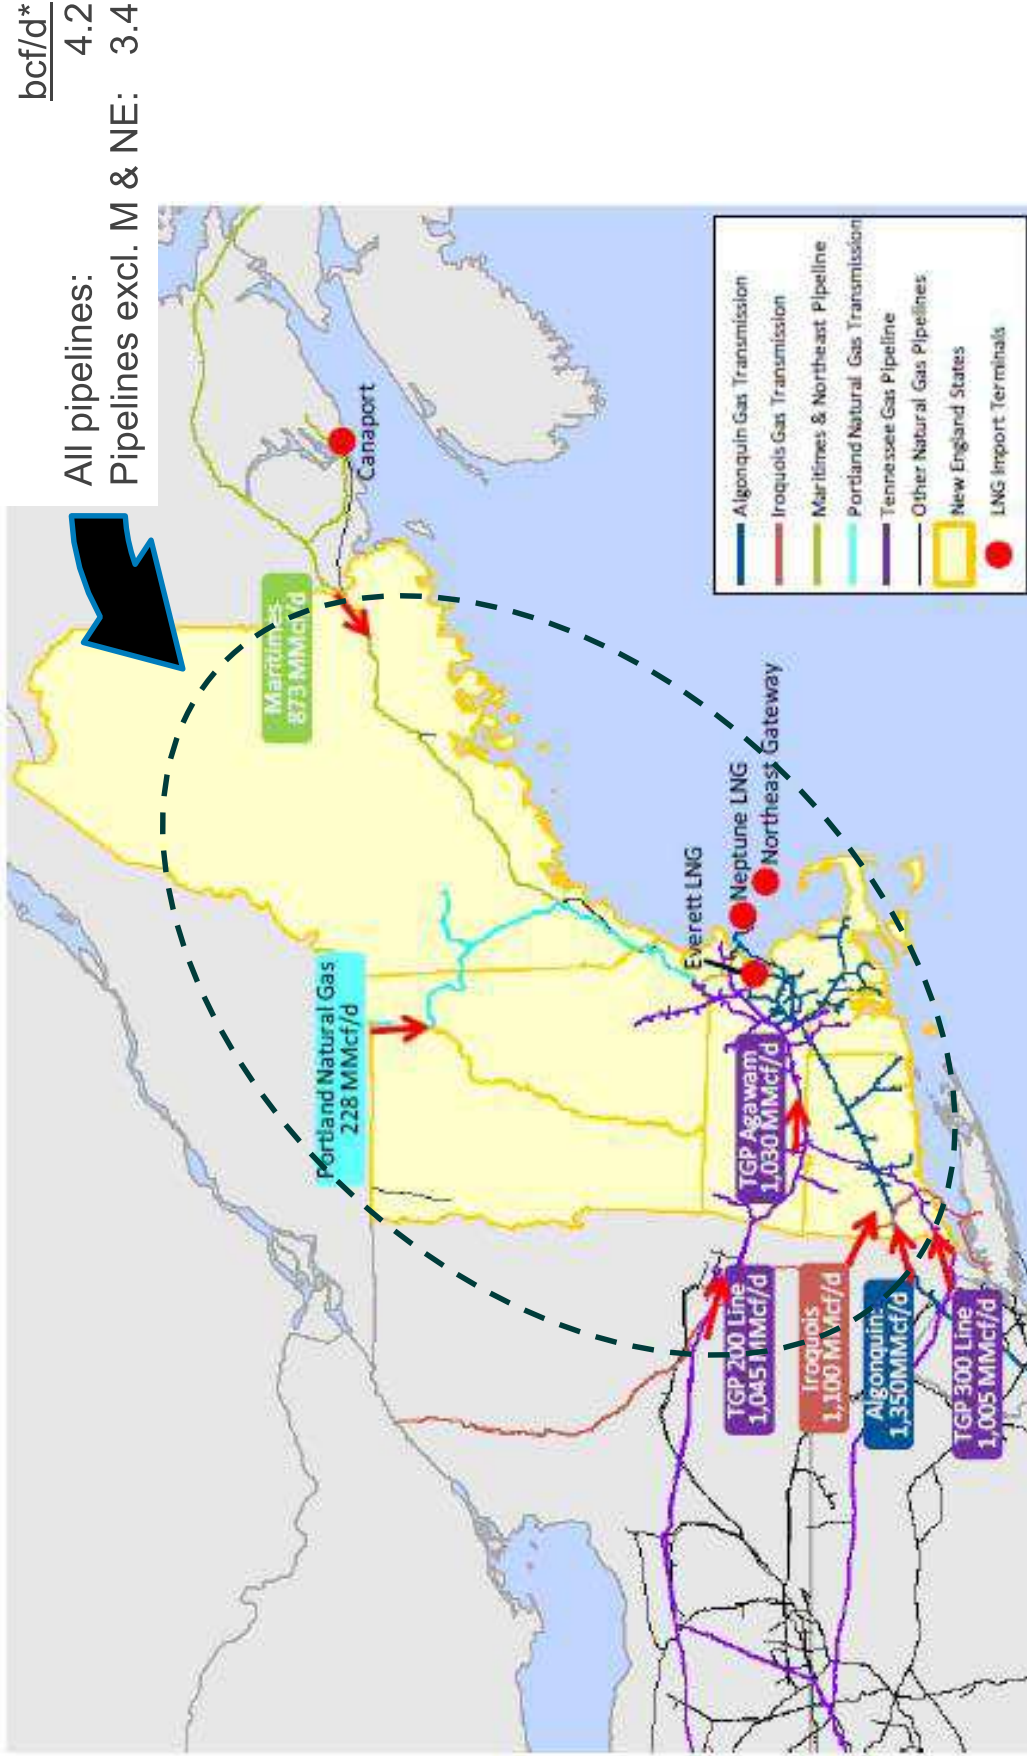 bcf/d*
All pipelines: 4.2
Pipelines excl. M & NE: 3.4
Maritimes
873 MMcf/d
Canaport
Portland Natural Gas
228 MMcf/d
Everett LNG
Neptune LNG
Northeast Gateway
TGP Agawam
1,030 MMcf/d
TGP 200 Line
1,045 MMcf/d
Iroquois
1,100 MMcf/d
Algonquin:
1,350MMcf/d
TGP 300 Line
1,005 MMcf/d
Algonquin Gas Transmission
Iroquois Gas Transmission
Maritimes & Northeast Pipeline
Portland Natural Gas Transmission
Tennessee Gas Pipeline
Other Natural Gas Pipelines
New England States
LNG Import Terminals